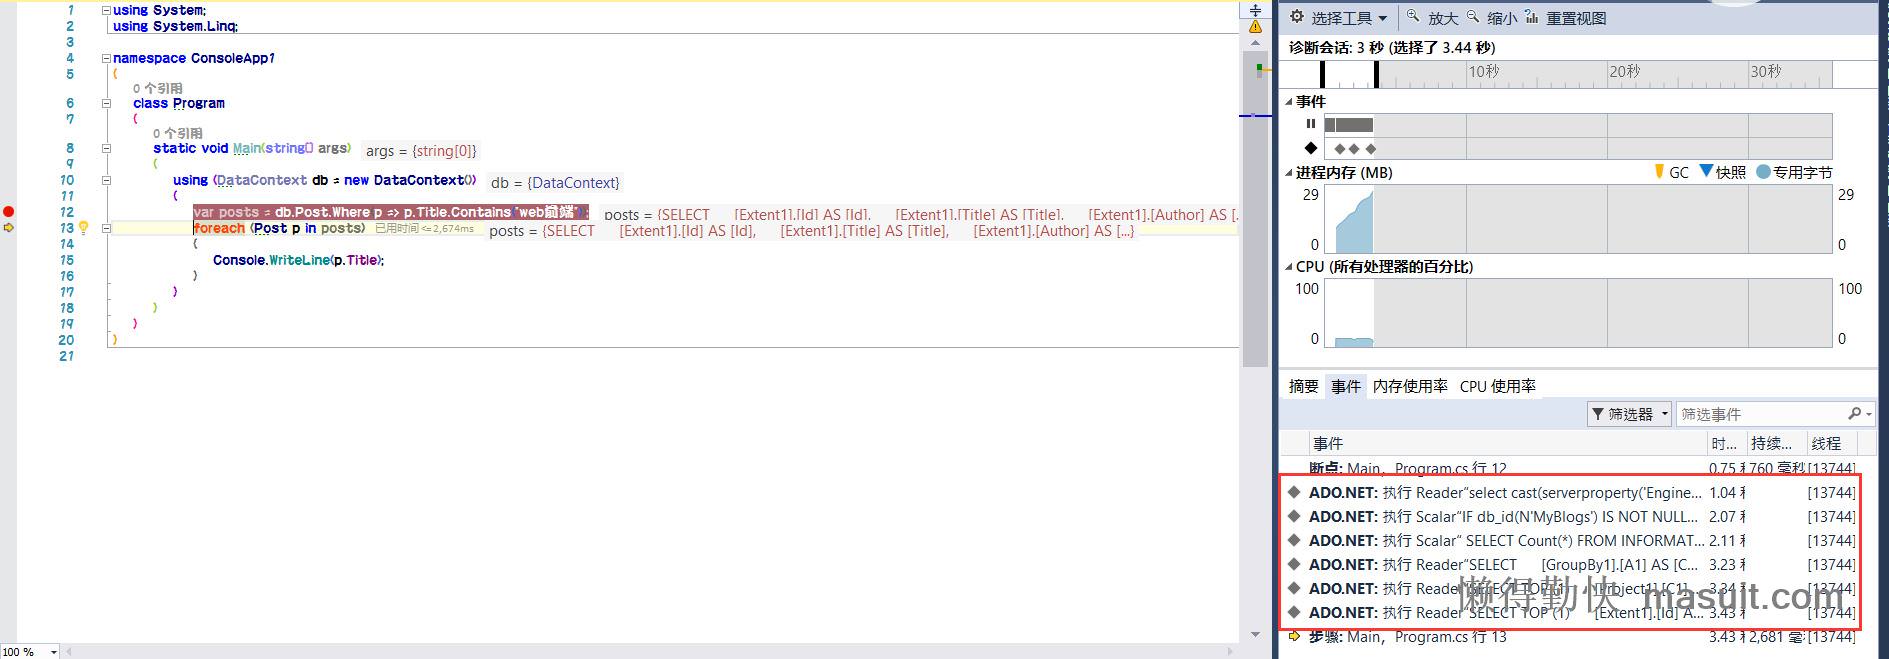 1 using System;
2 using System.Linq;
3
4 namespace ConsoleApp1
5 {
0 个引用
6 class Program
7 {
0 个引用
8 static void Main(string[] args) args = {string[0]}
9 {
10 using (DataContext db = new DataContext()) db = {DataContext}
11 {
12 var posts = db.Post.Where p => p.Title.Contains("web前端"); posts = {SELECT [Extent1].[Id] AS [Id], [Extent1].[Title] AS [Title], [Extent1].[Author] AS [...
13 foreach (Post p in posts) 已用时间 <= 2,674ms posts = {SELECT [Extent1].[Id] AS [Id], [Extent1].[Title] AS [Title], [Extent1].[Author] AS [...]}
14 {
15 Console.WriteLine(p.Title);
16 }
17 }
18 }
19 }
20 }
21
100 %
选择工具 放大 缩小 重置视图
诊断会话: 3 秒 (选择了 3.44 秒)
10秒 20秒 30秒
事件
进程内存 (MB) GC 快照 专用字节
29 29
0 0
CPU (所有处理器的百分比)
100 100
0 0
摘要 事件 内存使用率 CPU 使用率
筛选器 筛选事件
事件 时... 持续... 线程
断点: Main, Program.cs 行 12 0.75 760 毫秒 [13744]
ADO.NET: 执行 Reader“select cast(serverproperty('Engine... 1.04 [13744]
ADO.NET: 执行 Scalar“IF db_id(N'MyBlogs') IS NOT NULL... 2.07 [13744]
ADO.NET: 执行 Scalar“ SELECT Count(*) FROM INFORMAT... 2.11 [13744]
ADO.NET: 执行 Reader“SELECT [GroupBy1].[A1] AS [C... 3.23 [13744]
ADO.NET: 执行 Reader“SELECT TOP (1) [Project1].[C1]... 3.34 [13744]
ADO.NET: 执行 Reader“SELECT TOP (1) [Extent1].[Id] A... 3.43 [13744]
步骤: Main, Program.cs 行 13 3.43 2,681 [13744]
懒得勤快 masuit.com